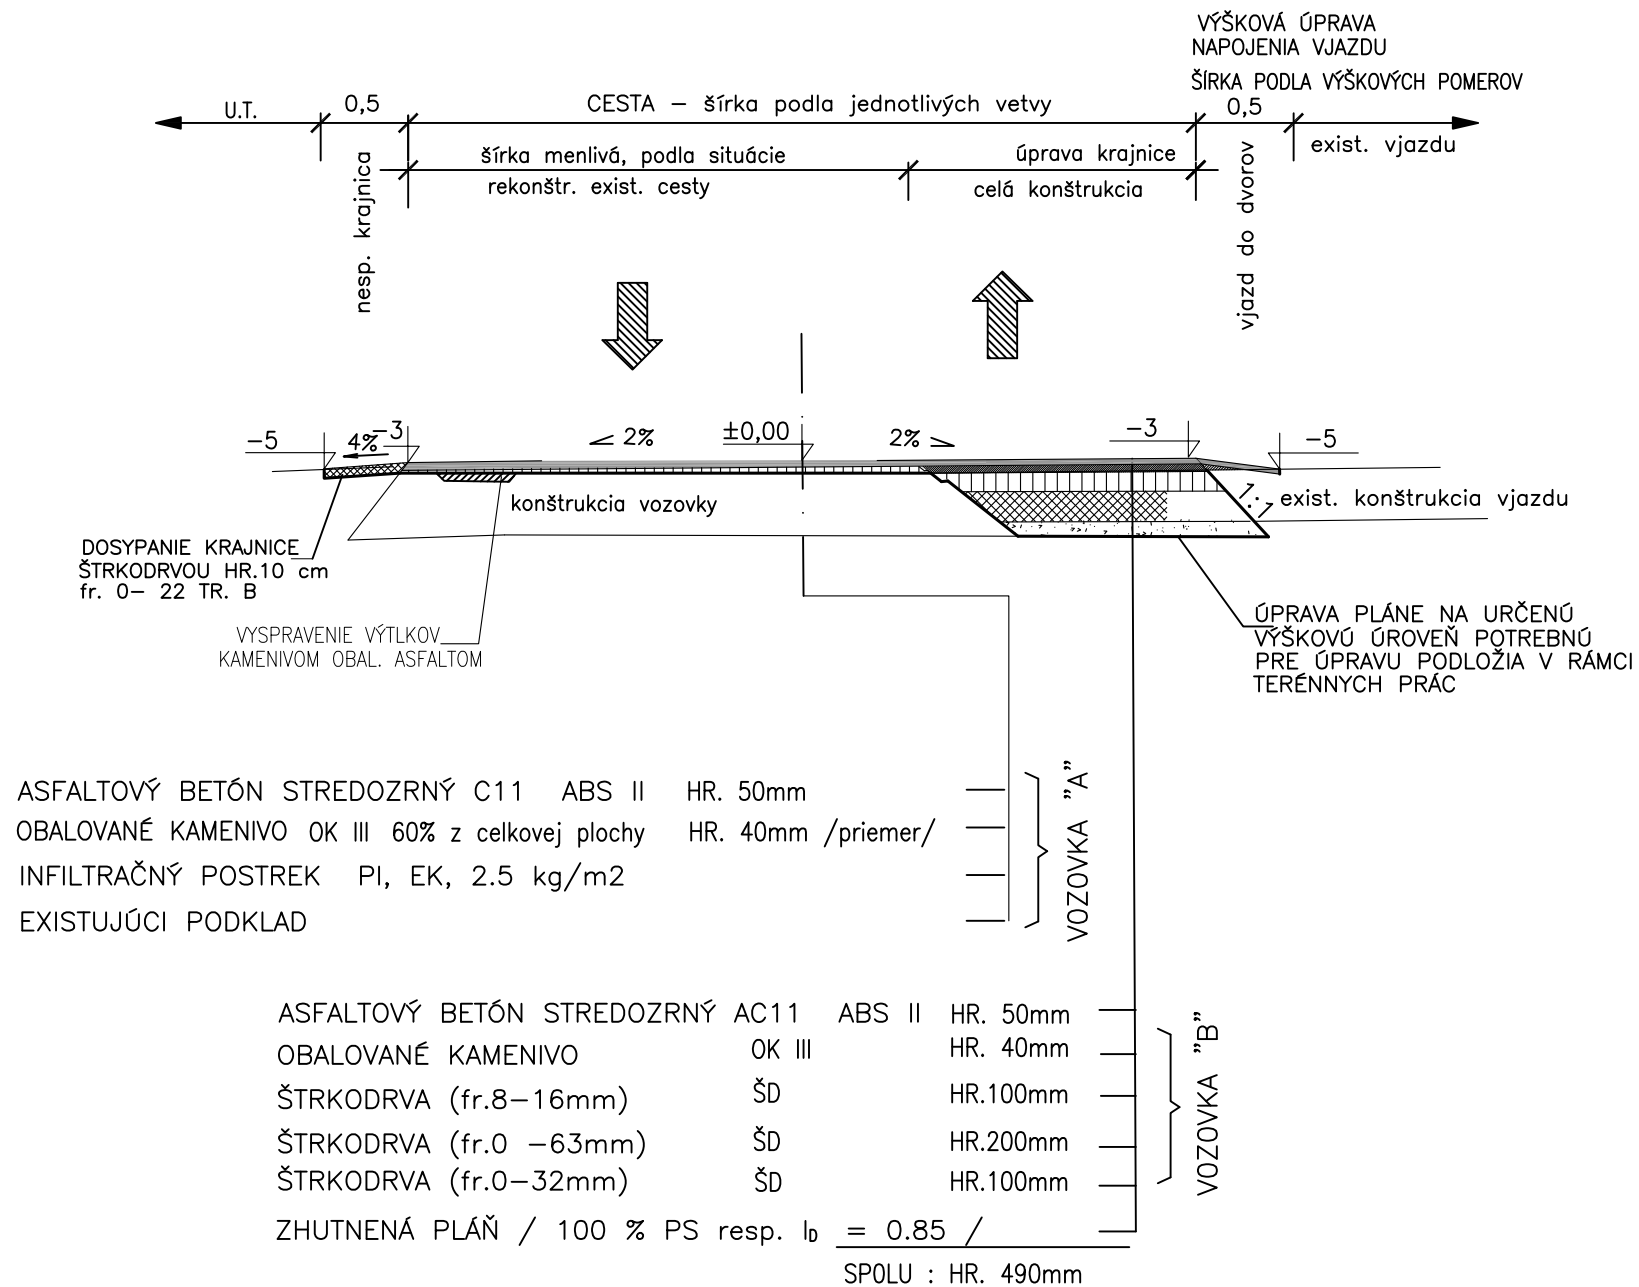 VÝŠKOVÁ ÚPRAVA
NAPOJENIA VJAZDU
ŠÍRKA PODLA VÝŠKOVÝCH POMEROV
U.T.
0,5
CESTA – šírka podla jednotlivých vetvy
0,5
exist. vjazdu
šírka menlivá, podla situácie
rekonštr. exist. cesty
úprava krajnice
celá konštrukcia
nesp. krajnica
vjazd do dvorov
-5
4%
-3
2%
±0,00
2%
-3
-5
konštrukcia vozovky
1:1
exist. konštrukcia vjazdu
DOSYPANIE KRAJNICE
ŠTRKODRVOU HR.10 cm
fr. 0– 22 TR. B
VYSPRAVENIE VÝTLKOV
KAMENIVOM OBAL. ASFALTOM
ÚPRAVA PLÁNE NA URČENÚ
VÝŠKOVÚ ÚROVEŇ POTREBNÚ
PRE ÚPRAVU PODLOŽIA V RÁMCI
TERÉNNYCH PRÁC
ASFALTOVÝ BETÓN STREDOZRNÝ C11 ABS II HR. 50mm
OBALOVANÉ KAMENIVO OK III 60% z celkovej plochy HR. 40mm /priemer/
INFILTRAČNÝ POSTREK PI, EK, 2.5 kg/m2
EXISTUJÚCI PODKLAD
VOZOVKA "A"
ASFALTOVÝ BETÓN STREDOZRNÝ AC11 ABS II HR. 50mm
OBALOVANÉ KAMENIVO OK III HR. 40mm
ŠTRKODRVA (fr.8–16mm) ŠD HR.100mm
ŠTRKODRVA (fr.0 –63mm) ŠD HR.200mm
ŠTRKODRVA (fr.0–32mm) ŠD HR.100mm
ZHUTNENÁ PLÁŇ / 100 % PS resp. ID = 0.85 /
SPOLU : HR. 490mm
VOZOVKA "B"